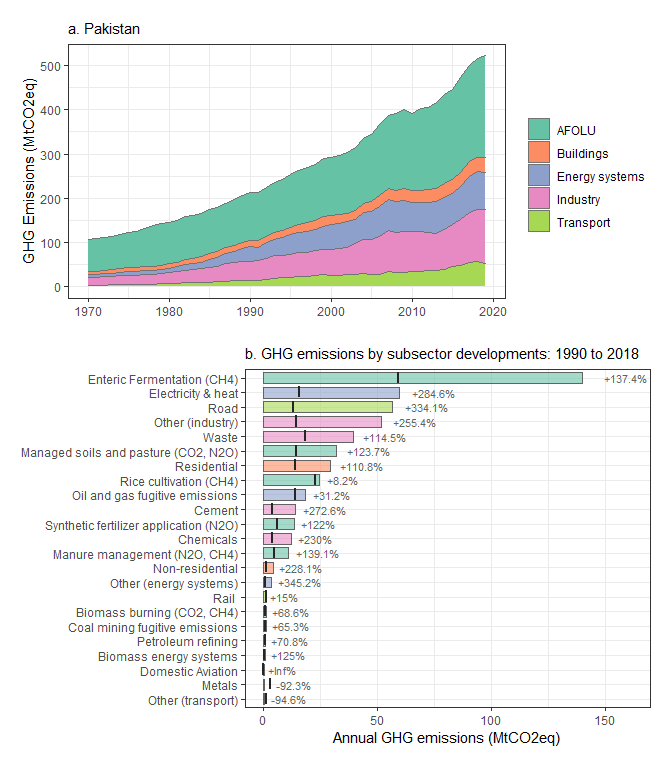 a. Pakistan
GHG Emissions (MtCO2eq)
500
400
300
200
100
0
1970
1980
1990
2000
2010
2020
AFOLU
Buildings
Energy systems
Industry
Transport
b. GHG emissions by subsector developments: 1990 to 2018
Enteric Fermentation (CH4) +137.4%
Electricity & heat +284.6%
Road +334.1%
Other (industry) +255.4%
Waste +114.5%
Managed soils and pasture (CO2, N2O) +123.7%
Residential +110.8%
Rice cultivation (CH4) +8.2%
Oil and gas fugitive emissions +31.2%
Cement +272.6%
Synthetic fertilizer application (N2O) +122%
Chemicals +230%
Manure management (N2O, CH4) +139.1%
Non-residential +228.1%
Other (energy systems) +345.2%
Rail +15%
Biomass burning (CO2, CH4) +68.6%
Coal mining fugitive emissions +65.3%
Petroleum refining +70.8%
Biomass energy systems +125%
Domestic Aviation +Inf%
Metals -92.3%
Other (transport) -94.6%
0
50
100
150
Annual GHG emissions (MtCO2eq)